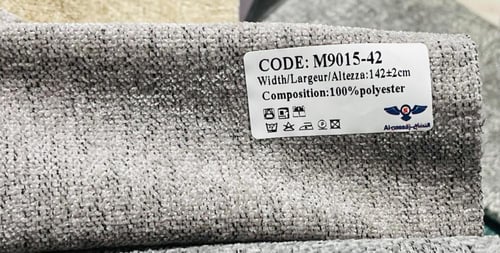 CODE: M9015-42
Width/Largeur/Altezza:142±2cm
Composition:100%polyester